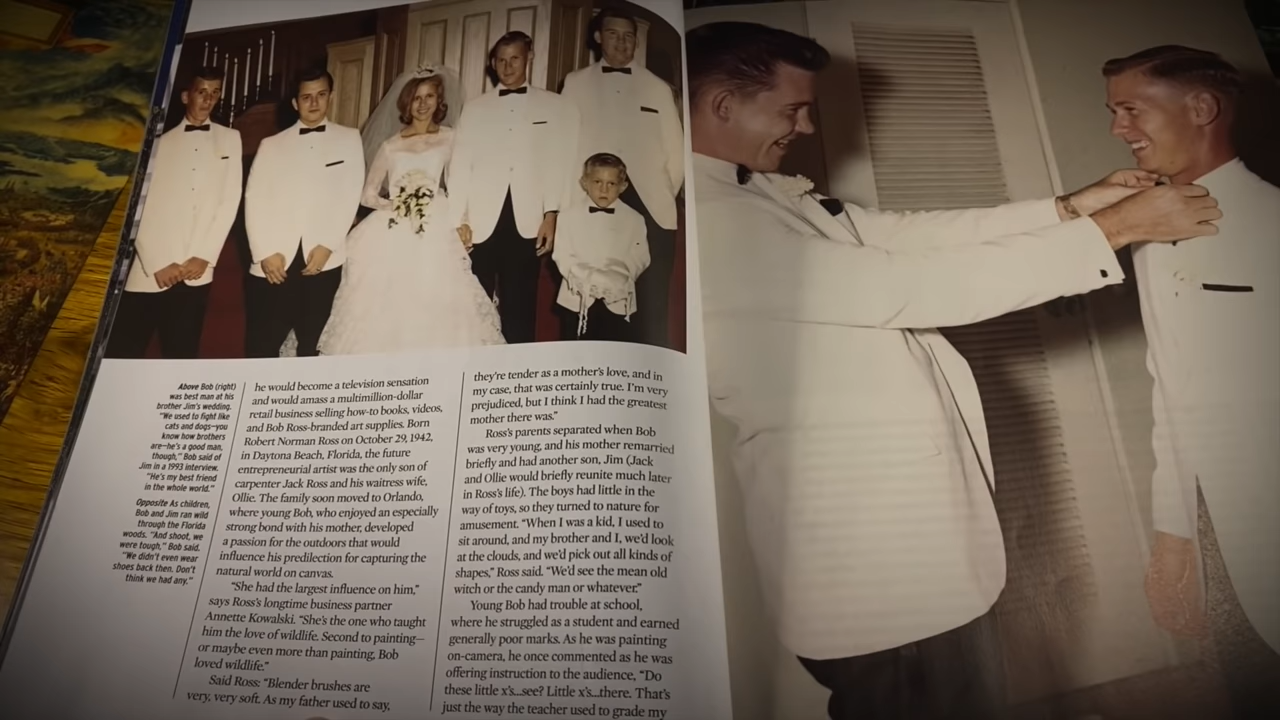 Above Bob (right)
was best man at his
brother Jim's wedding.
"We used to fight like
cats and dogs—you
know how brothers
are—he's a good man,
though," Bob said of
Jim in a 1993 interview.
"He's my best friend
in the whole world."
Opposite As children,
Bob and Jim ran wild
through the Florida
woods. "And shoot, we
were tough," Bob said.
"We didn't even wear
shoes back then. Don't
think we had any."
he would become a television sensation
and would amass a multimillion-dollar
retail business selling how-to books, videos,
and Bob Ross-branded art supplies. Born
Robert Norman Ross on October 29, 1942,
in Daytona Beach, Florida, the future
entrepreneurial artist was the only son of
carpenter Jack Ross and his waitress wife,
Ollie. The family soon moved to Orlando,
where young Bob, who enjoyed an especially
strong bond with his mother, developed
a passion for the outdoors that would
influence his predilection for capturing the
natural world on canvas.
"She had the largest influence on him,"
says Ross's longtime business partner
Annette Kowalski. "She's the one who taught
him the love of wildlife. Second to painting—
or maybe even more than painting, Bob
loved wildlife."
Said Ross: "Blender brushes are
very, very soft. As my father used to say,
they're tender as a mother's love, and in
my case, that was certainly true. I'm very
prejudiced, but I think I had the greatest
mother there was."
Ross's parents separated when Bob
was very young, and his mother remarried
briefly and had another son, Jim (Jack
and Ollie would briefly reunite much later
in Ross's life). The boys had little in the
way of toys, so they turned to nature for
amusement. "When I was a kid, I used to
sit around, and my brother and I, we'd look
at the clouds, and we'd pick out all kinds of
shapes," Ross said. "We'd see the mean old
witch or the candy man or whatever."
Young Bob had trouble at school,
where he struggled as a student and earned
generally poor marks. As he was painting
on-camera, he once commented as he was
offering instruction to the audience, "Do
these little x's...see? Little x's...there. That's
just the way the teacher used to grade my